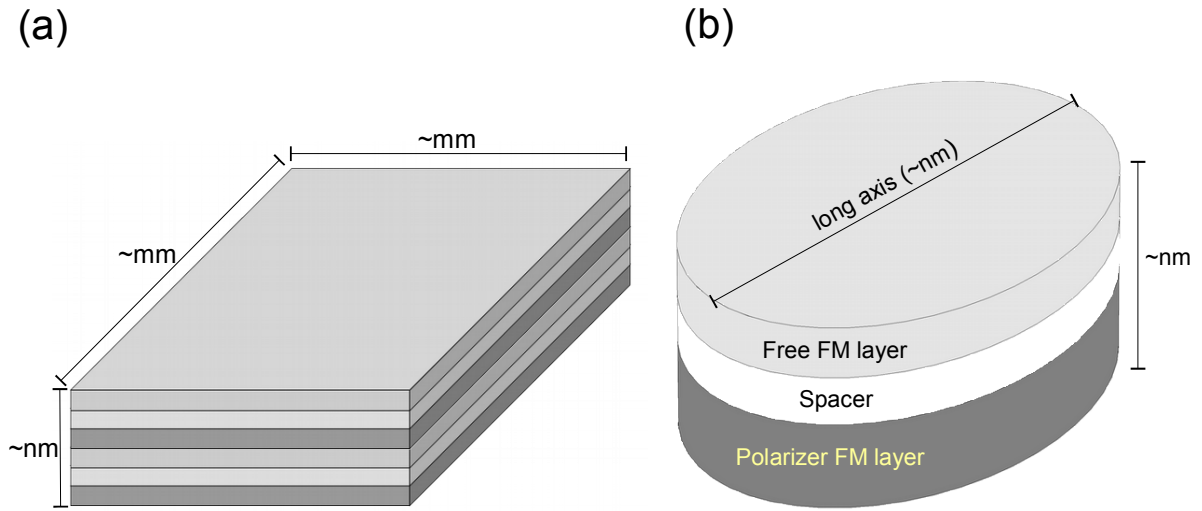 (a)
~mm
~mm
~nm
(b)
long axis (~nm)
~nm
Free FM layer
Spacer
Polarizer FM layer